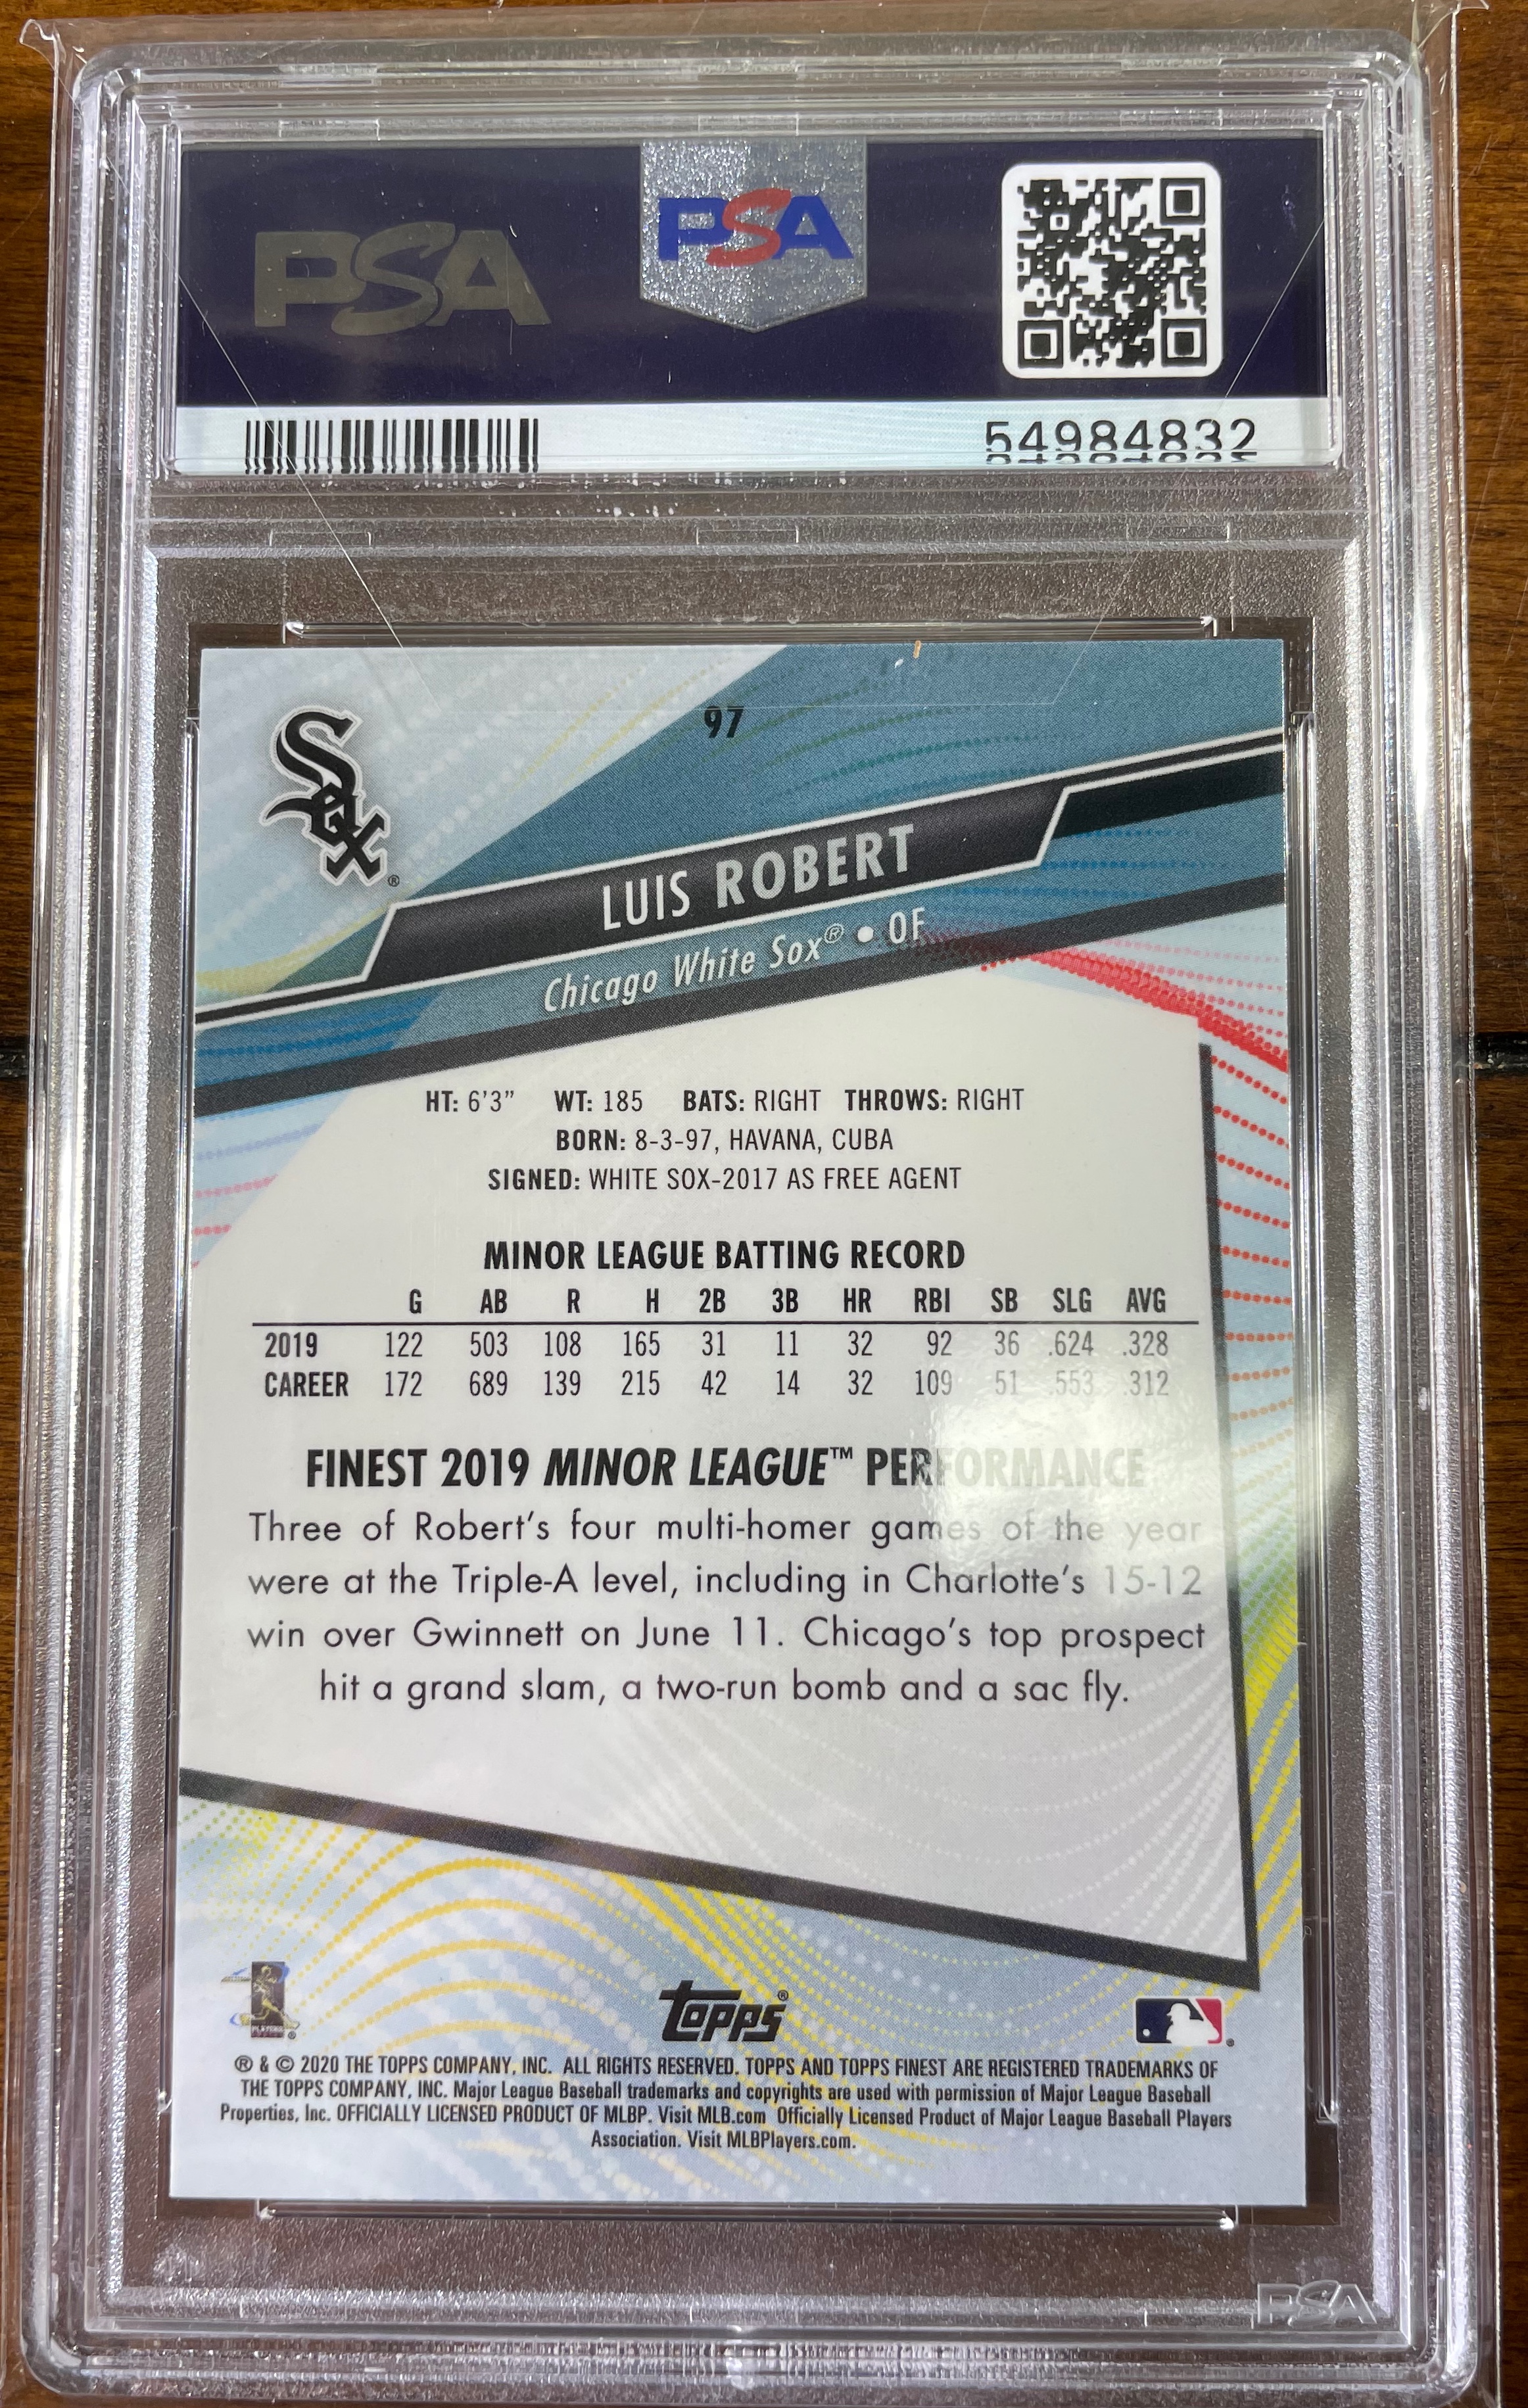 PSA
PSA
54984832
97
Sox®
LUIS ROBERT
Chicago White Sox® • OF
HT: 6'3" WT: 185 BATS: RIGHT THROWS: RIGHT
BORN: 8-3-97, HAVANA, CUBA
SIGNED: WHITE SOX-2017 AS FREE AGENT
MINOR LEAGUE BATTING RECORD
G AB R H 2B 3B HR RBI SB SLG AVG
2019 122 503 108 165 31 11 32 92 36 .624 .328
CAREER 172 689 139 215 42 14 32 109 51 .553 .312
FINEST 2019 MINOR LEAGUE™ PERFORMANCE
Three of Robert's four multi-homer games of the year
were at the Triple-A level, including in Charlotte's 15-12
win over Gwinnett on June 11. Chicago's top prospect
hit a grand slam, a two-run bomb and a sac fly.
TOPPS®
® & © 2020 THE TOPPS COMPANY, INC. ALL RIGHTS RESERVED. TOPPS AND TOPPS FINEST ARE REGISTERED TRADEMARKS OF
THE TOPPS COMPANY, INC. Major League Baseball trademarks and copyrights are used with permission of Major League Baseball
Properties, Inc. OFFICIALLY LICENSED PRODUCT OF MLBP. Visit MLB.com Officially Licensed Product of Major League Baseball Players
Association. Visit MLBPlayers.com.
PSA